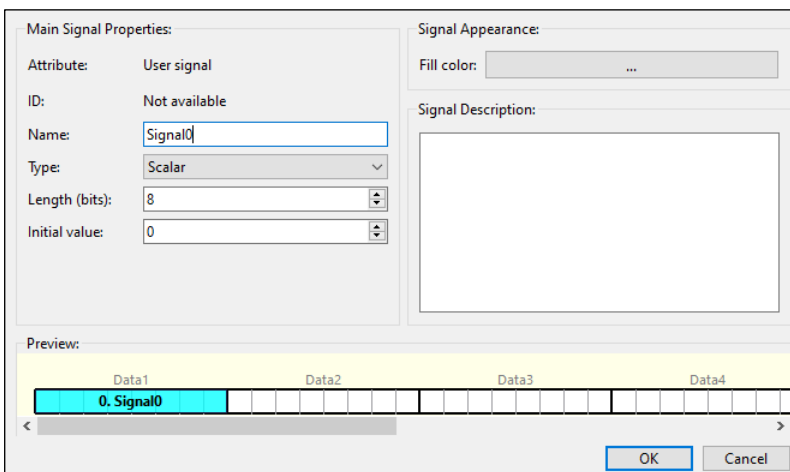 Main Signal Properties:
Attribute: User signal
ID: Not available
Name: Signal0
Type: Scalar
Length (bits): 8
Initial value: 0
Signal Appearance:
Fill color: ...
Signal Description:
Preview:
Data1 Data2 Data3 Data4
0. Signal0
OK Cancel